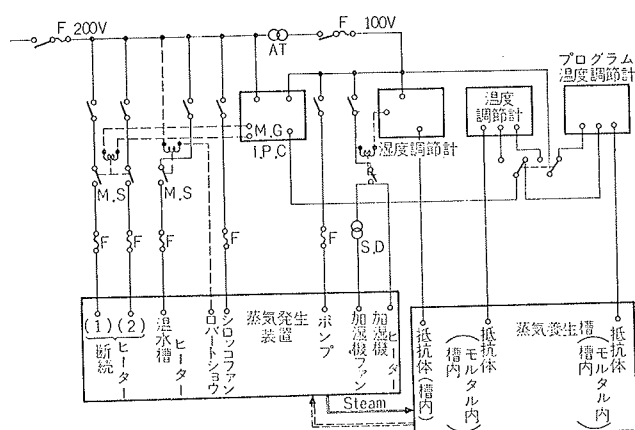 F 200V
F 100V
AT
プログラム
温度調節計
温度
調節計
M.G
I.P.C
湿度調節計
M.S
M.S
S.D
F
F
F
F
F
(1)(2)
断続
ヒーター
温水槽
ヒーター
ロバートショウ
シロッコファン
蒸気発生
装置
ポンプ
加湿機ファン
加湿機
ヒーター
Steam
抵抗体(槽内)
(モルタル内
槽内)
抵抗体
蒸気養生槽
(モルタル内
槽内)
抵抗体